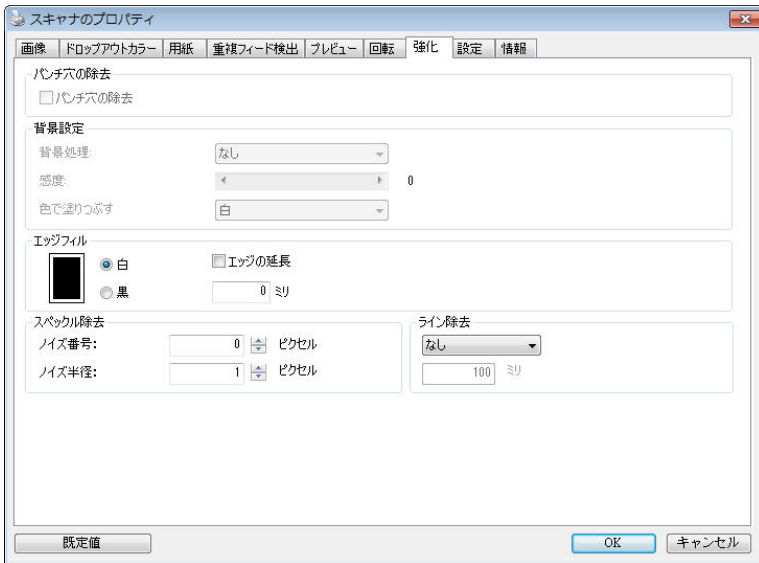 スキャナのプロパティ
画像 ドロップアウトカラー 用紙 重複フィード検出 プレビュー 回転 強化 設定 情報
パンチ穴の除去
パンチ穴の除去
背景設定
背景処理: なし
感度: 0
色で塗りつぶす 白
エッジフィル
白 エッジの延長
黒 0 ミリ
スペックル除去 ライン除去
ノイズ番号: 0 ピクセル なし
ノイズ半径: 1 ピクセル 100 ミリ
既定値 OK キャンセル